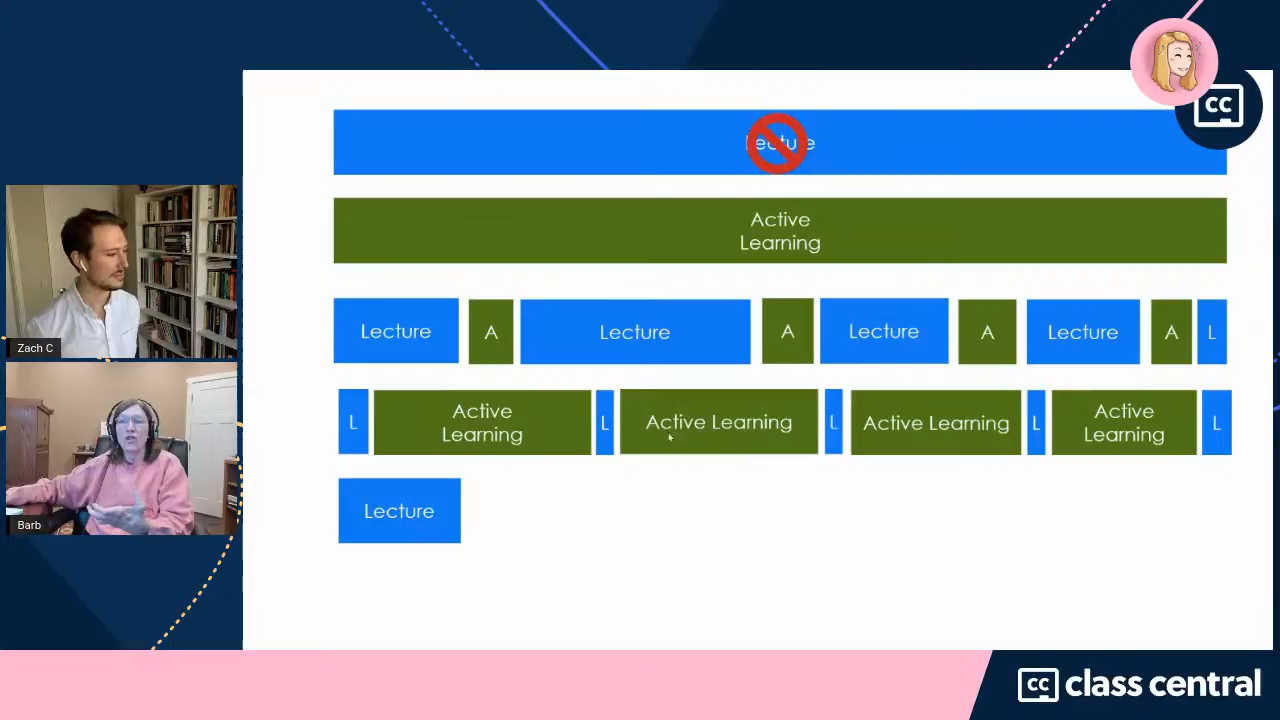 Lecture
cc
Active
Learning
Lecture A Lecture A Lecture A Lecture A L
Zach C
L Active Learning L Active Learning L Active Learning L Active Learning L
Lecture
Barb
cc class central